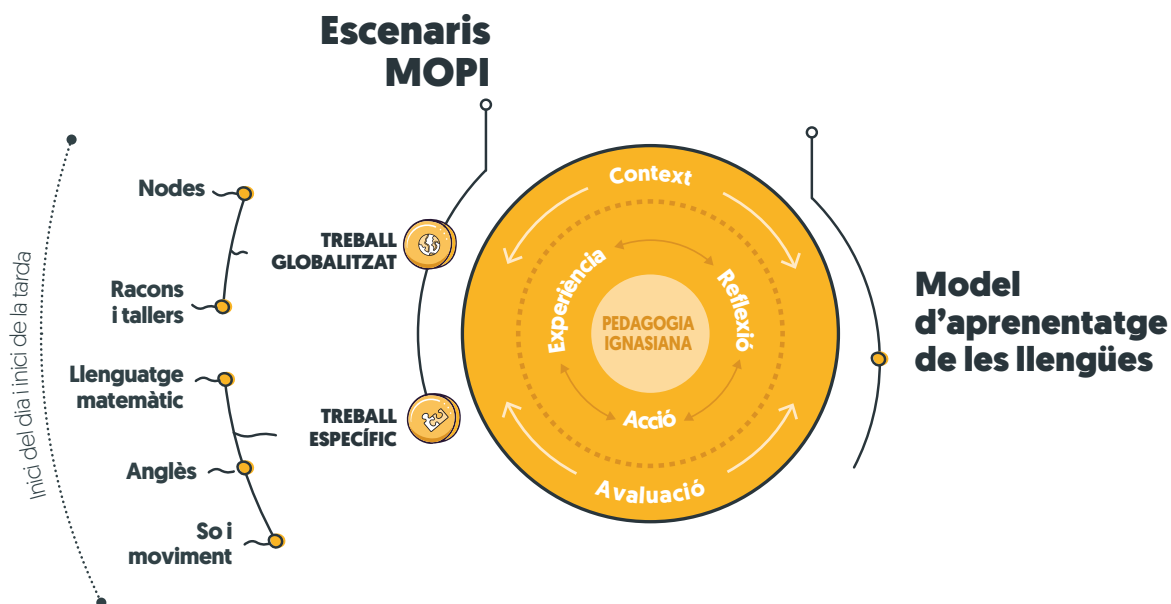 Escenaris
MOPI
Inici del dia i inici de la tarda
Nodes
Racons
i tallers
Llenguatge
matemàtic
Anglès
So i
moviment
TREBALL
GLOBALITZAT
TREBALL
ESPECÍFIC
Context
Experiència
Reflexió
PEDAGOGIA
IGNASIANA
Acció
Avaluació
Model
d’aprenentatge
de les llengües